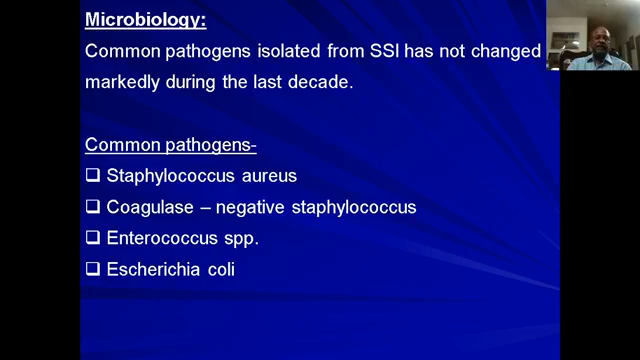 Microbiology:
Common pathogens isolated from SSI has not changed
markedly during the last decade.
Common pathogens-
❑ Staphylococcus aureus
❑ Coagulase – negative staphylococcus
❑ Enterococcus spp.
❑ Escherichia coli